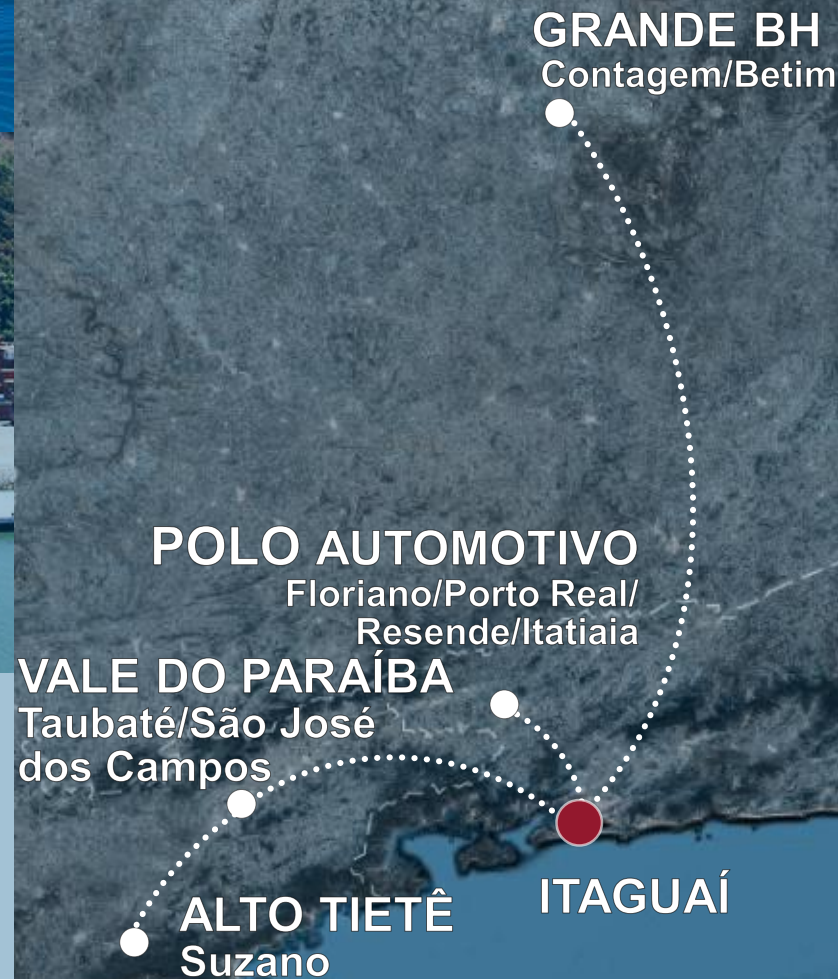 GRANDE BH
Contagem/Betim
POLO AUTOMOTIVO
Floriano/Porto Real/
Resende/Itatiaia
VALE DO PARAÍBA
Taubaté/São José
dos Campos
ITAGUAÍ
ALTO TIETÊ
Suzano